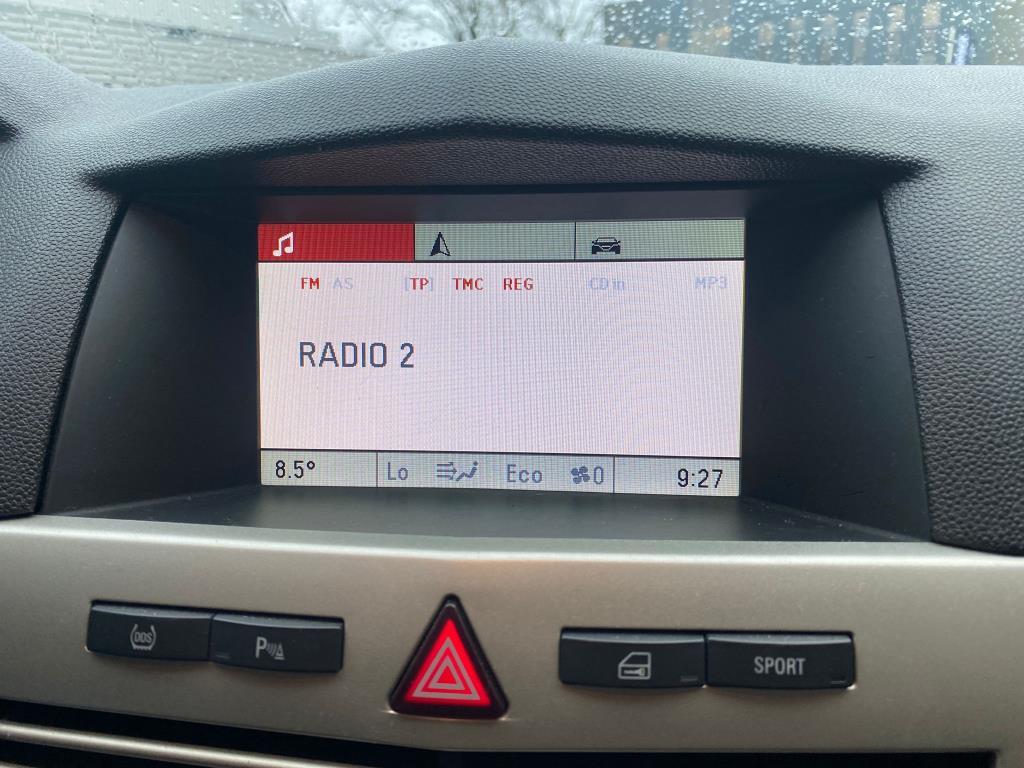 FM AS [TP] TMC REG CD in MP3
RADIO 2
8.5° Lo Eco 0 9:27
DDS P SPORT